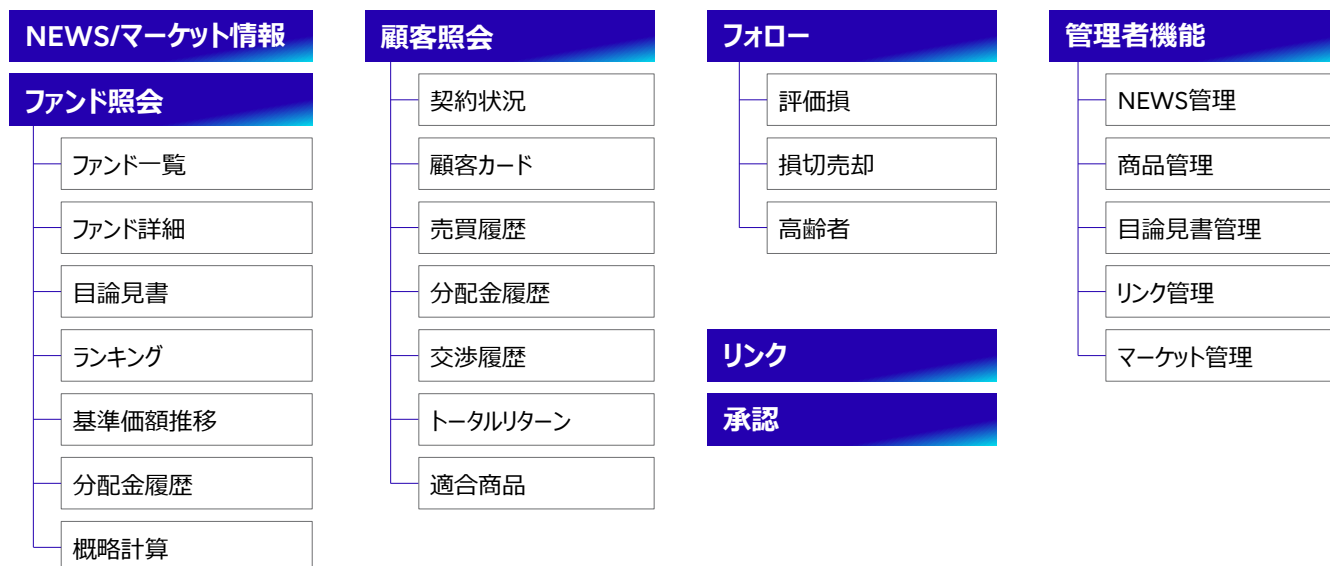 NEWS/マーケット情報
ファンド照会
ファンド一覧
ファンド詳細
目論見書
ランキング
基準価額推移
分配金履歴
概略計算
顧客照会
契約状況
顧客カード
売買履歴
分配金履歴
交渉履歴
トータルリターン
適合商品
フォロー
評価損
損切売却
高齢者
リンク
承認
管理者機能
NEWS管理
商品管理
目論見書管理
リンク管理
マーケット管理